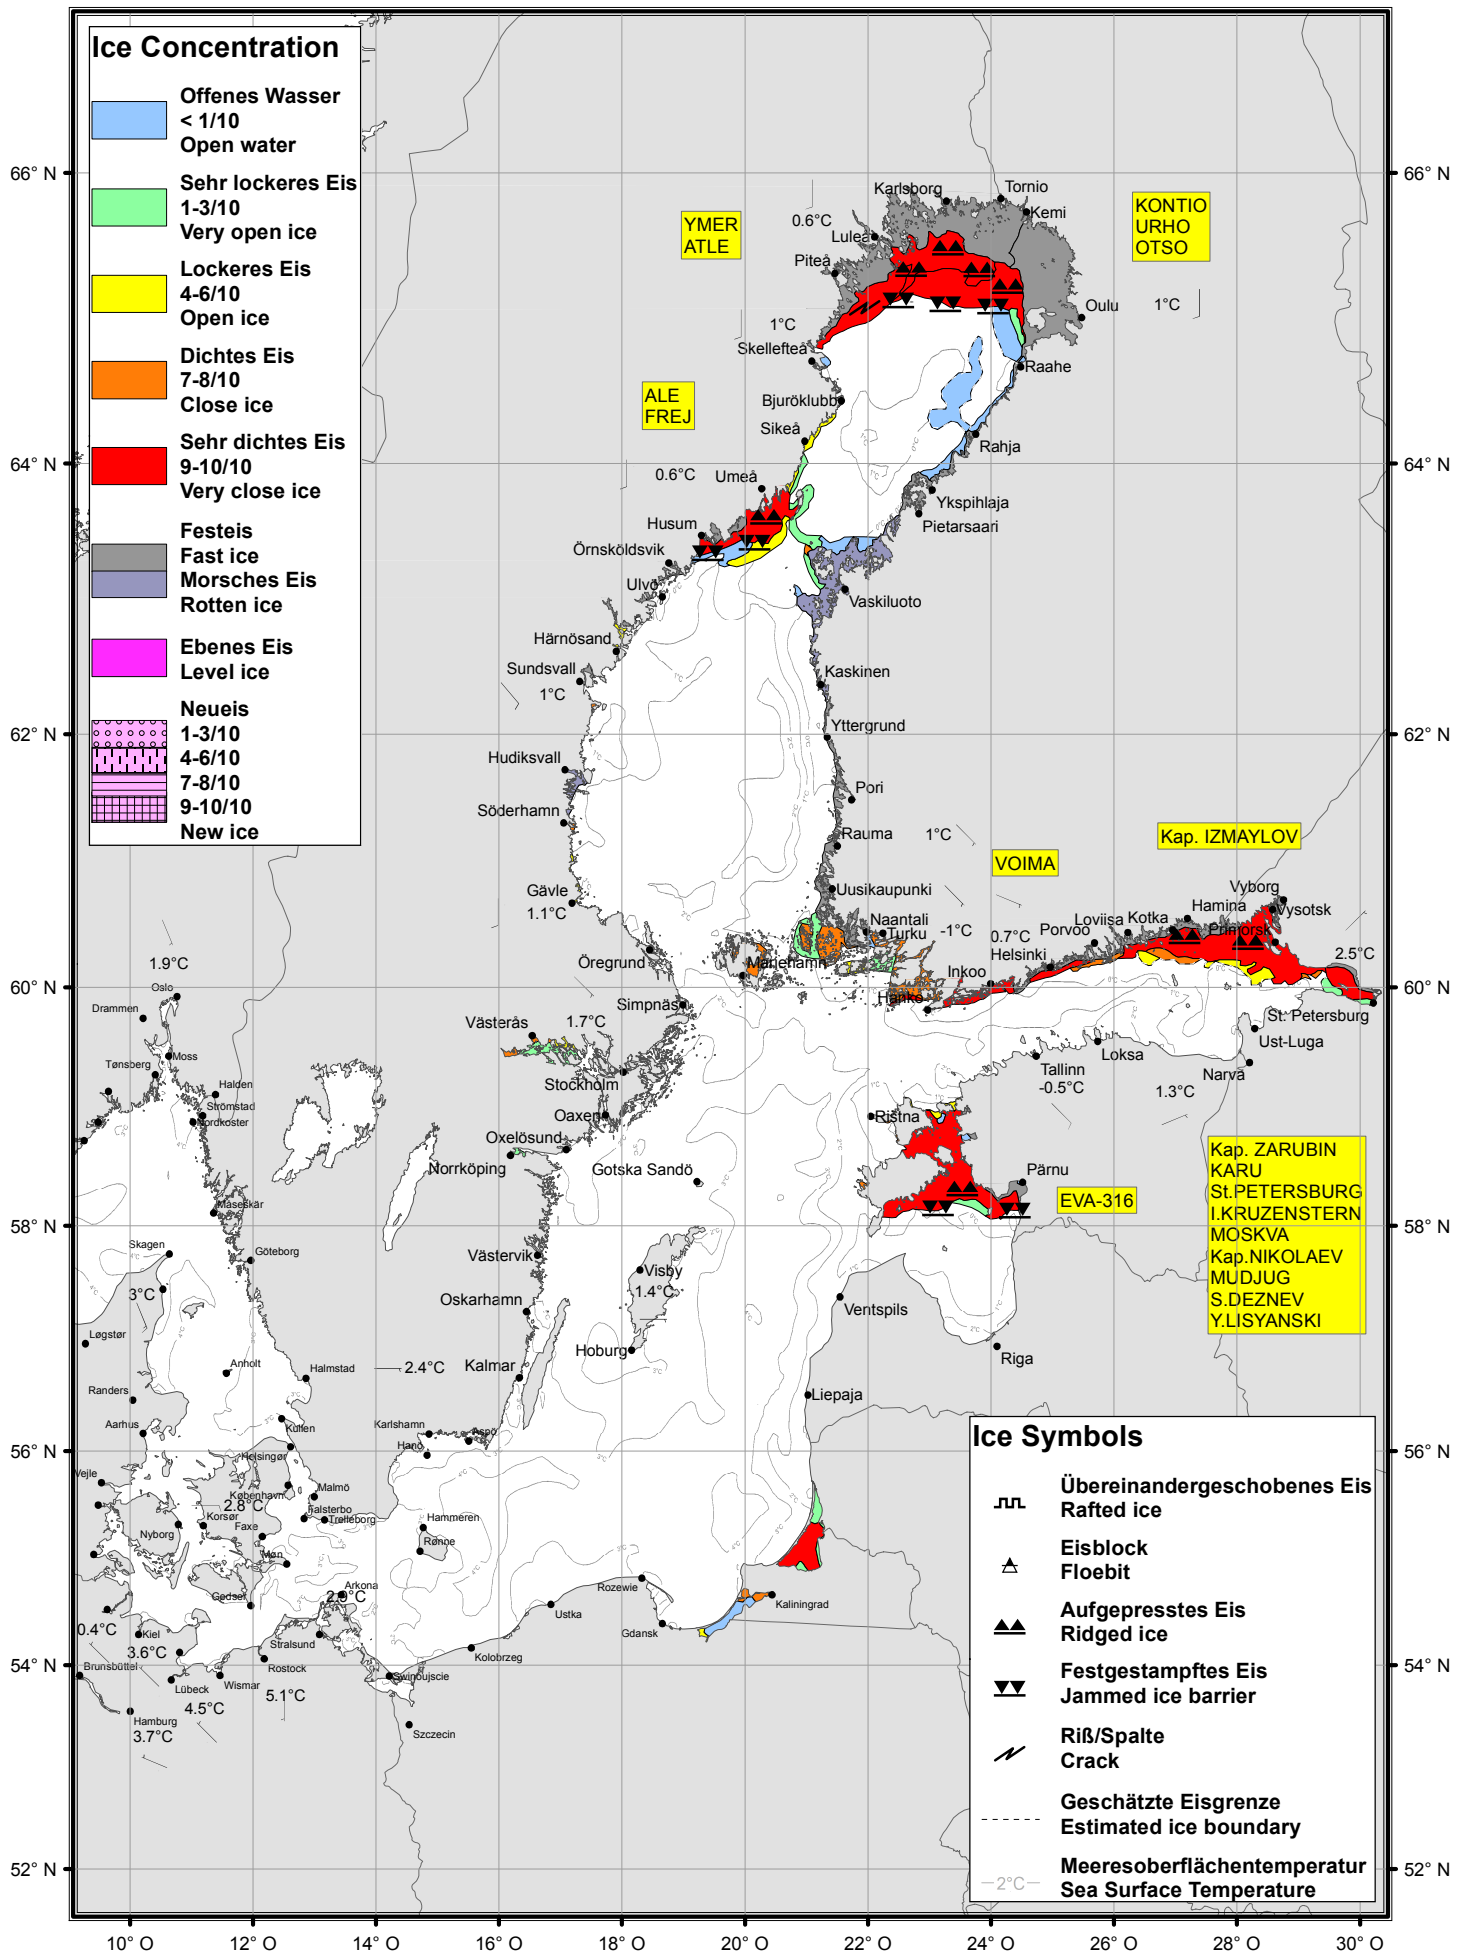 Ice Concentration
Offenes Wasser
< 1/10
Open water
Sehr lockeres Eis
1-3/10
Very open ice
Lockeres Eis
4-6/10
Open ice
Dichtes Eis
7-8/10
Close ice
Sehr dichtes Eis
9-10/10
Very close ice
Festeis
Fast ice
Morsches Eis
Rotten ice
Ebenes Eis
Level ice
Neueis
1-3/10
4-6/10
7-8/10
9-10/10
New ice
66° N
66° N
64° N
64° N
62° N
62° N
60° N
60° N
58° N
58° N
56° N
56° N
54° N
54° N
52° N
52° N
Karlsborg
Tornio
Kemi
KONTIO
URHO
OTSO
YMER
ATLE
0.6°C
Luleå
Piteå
Oulu
1°C
1°C
Skellefteå
Raahe
ALE
FREJ
Bjuröklubb
Sikeå
Rahja
0.6°C
Umeå
Ykspihlaja
Pietarsaari
Husum
Örnsköldsvik
Ulvö
Vaskiluoto
Härnösand
Sundsvall
1°C
Kaskinen
Yttergrund
Hudiksvall
Pori
Söderhamn
Rauma
1°C
VOIMA
Kap. IZMAYLOV
Gävle
1.1°C
Uusikaupunki
Vyborg
Vysotsk
Naantali
Turku
-1°C
0.7°C
Helsinki
Porvoo
Loviisa
Kotka
Hamina
Primorsk
2.5°C
Öregrund
Mariehamn
Inkoo
Hanko
1.9°C
Oslo
Drammen
Simpnäs
St. Petersburg
Ust-Luga
Västerås
1.7°C
Moss
Tønsberg
Loksa
Tallinn
-0.5°C
1.3°C
Narva
Stockholm
Halden
Strömstad
Nordkoster
Oaxen
Ristna
Oxelösund
Norrköping
Gotska Sandö
Pärnu
EVA-316
Kap. ZARUBIN
KARU
St.PETERSBURG
I.KRUZENSTERN
MOSKVA
Kap.NIKOLAEV
MUDJUG
S.DEZNEV
Y.LISYANSKI
Måseskär
Skagen
Göteborg
Västervik
Visby
1.4°C
3°C
Oskarhamn
Ventspils
Løgstør
Anholt
Halmstad
2.4°C
Kalmar
Hoburg
Riga
Randers
Liepaja
Aarhus
Kullen
Karlshamn
Hanö
Aspö
Helsingør
Vejle
København
Malmö
2.8°C
Falsterbo
Trelleborg
Hammeren
Rønne
Korsør
Faxe
Nyborg
Møn
Gedser
Arkona
Rozewie
Kaliningrad
Ustka
Gdansk
0.4°C
Kiel
Stralsund
3.6°C
Rostock
Kolobrzeg
Brunsbüttel
Lübeck
Wismar
Swinoujscie
4.5°C
5.1°C
Hamburg
3.7°C
Szczecin
Ice Symbols
Übereinandergeschobenes Eis
Rafted ice
Eisblock
Floebit
Aufgepresstes Eis
Ridged ice
Festgestampftes Eis
Jammed ice barrier
Riß/Spalte
Crack
Geschätzte Eisgrenze
Estimated ice boundary
2°C
Meeresoberflächentemperatur
Sea Surface Temperature
10° O
12° O
14° O
16° O
18° O
20° O
22° O
24° O
26° O
28° O
30° O